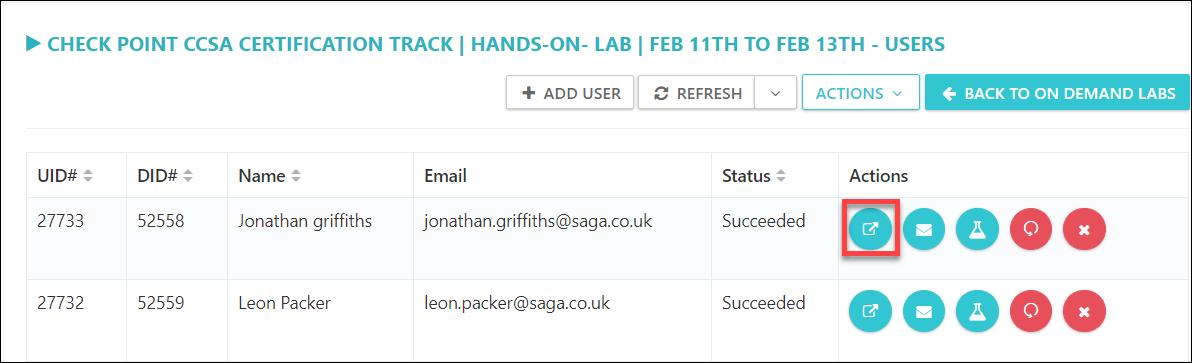 CHECK POINT CCSA CERTIFICATION TRACK | HANDS-ON- LAB | FEB 11TH TO FEB 13TH - USERS
ADD USER REFRESH ACTIONS BACK TO ON DEMAND LABS
UID# DID# Name Email Status Actions
27733 52558 Jonathan griffiths jonathan.griffiths@saga.co.uk Succeeded
27732 52559 Leon Packer leon.packer@saga.co.uk Succeeded